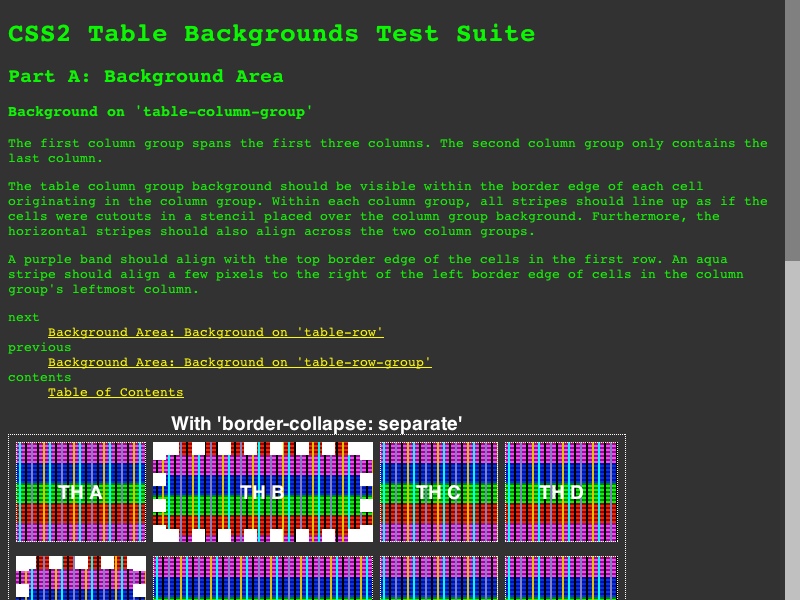 CSS2 Table Backgrounds Test Suite
Part A: Background Area
Background on 'table-column-group'
The first column group spans the first three columns. The second column group only contains the
last column.
The table column group background should be visible within the border edge of each cell
originating in the column group. Within each column group, all stripes should line up as if the
cells were cutouts in a stencil placed over the column group background. Furthermore, the
horizontal stripes should also align across the two column groups.
A purple band should align with the top border edge of the cells in the first row. An aqua
stripe should align a few pixels to the right of the left border edge of cells in the column
group's leftmost column.
next
Background Area: Background on 'table-row'
previous
Background Area: Background on 'table-row-group'
contents
Table of Contents
With 'border-collapse: separate'
TH A TH B TH C TH D